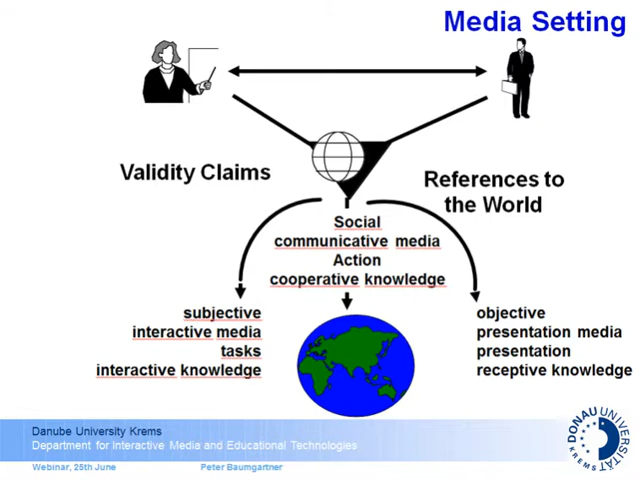 Media Setting
Validity Claims
References to
the World
Social
communicative media
Action
cooperative knowledge
subjective
interactive media
tasks
interactive knowledge
objective
presentation media
presentation
receptive knowledge
Danube University Krems
Department for Interactive Media and Educational Technologies
Webinar, 25th June
Peter Baumgartner
DONAU UNIVERSITÄT
KREMS